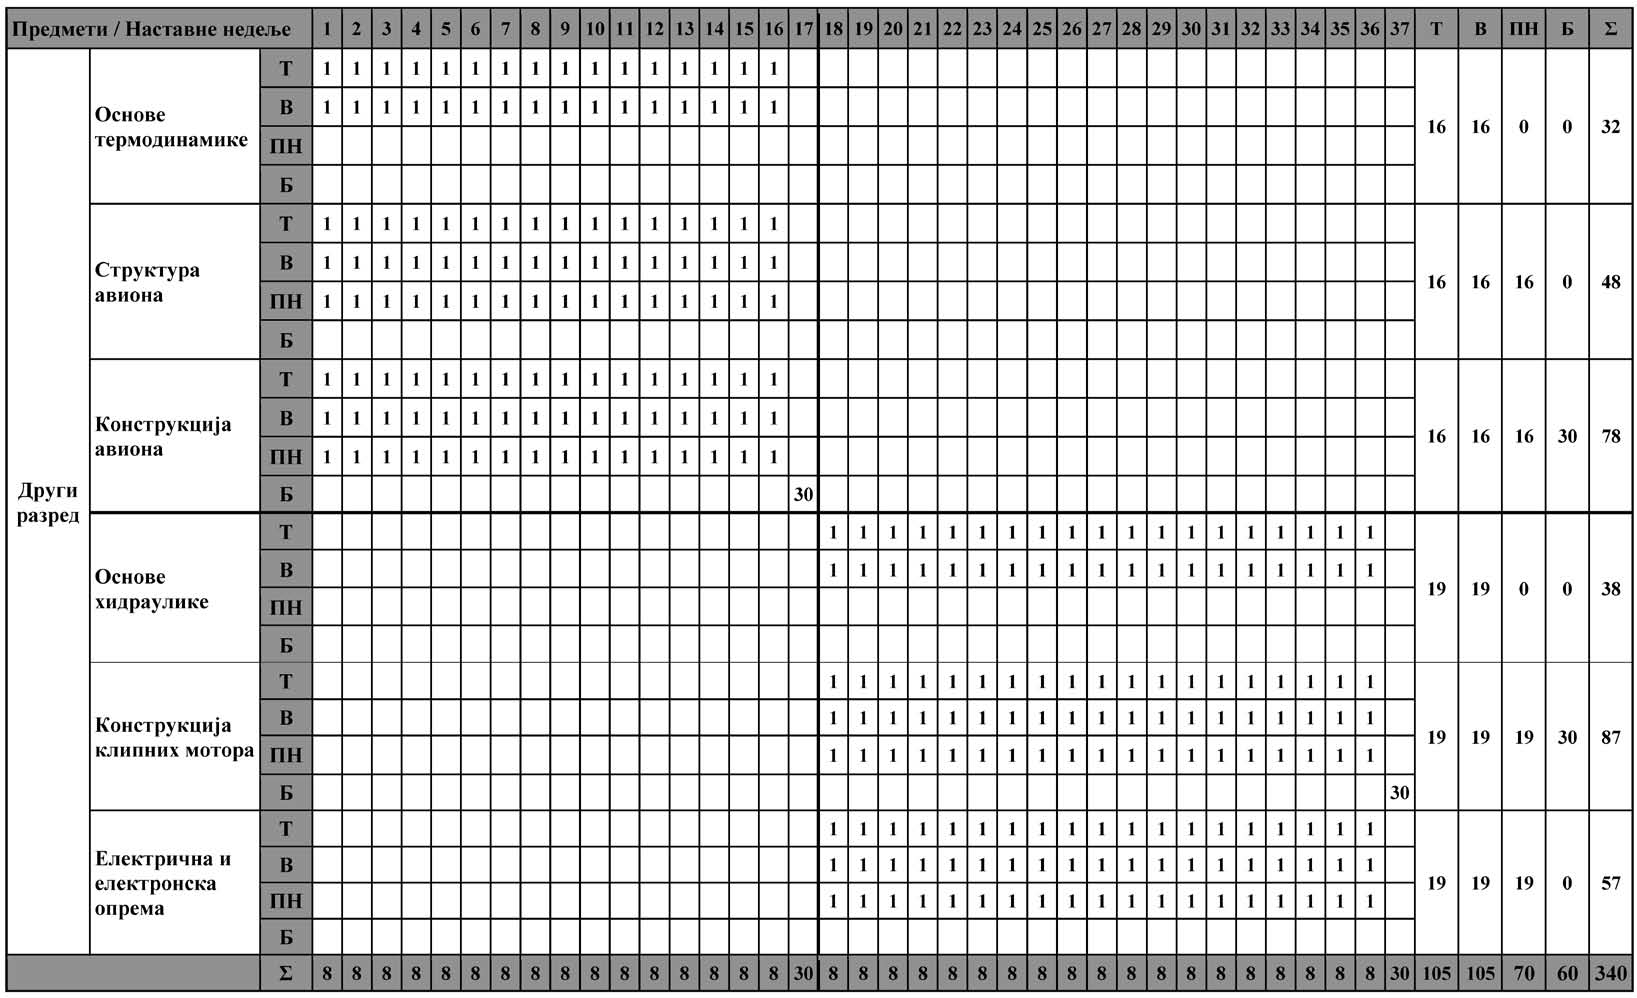 Предмети / Наставне недеље 1 2 3 4 5 6 7 8 9 10 11 12 13 14 15 16 17 18 19 20 21 22 23 24 25 26 27 28 29 30 31 32 33 34 35 36 37 Т В ПН Б Σ
Други
разред
Основе
термодинамике
Т 1 1 1 1 1 1 1 1 1 1 1 1 1 1 1 1
В 1 1 1 1 1 1 1 1 1 1 1 1 1 1 1 1
ПН
Б
16 16 0 0 32
Структура
авиона
Т 1 1 1 1 1 1 1 1 1 1 1 1 1 1 1 1
В 1 1 1 1 1 1 1 1 1 1 1 1 1 1 1 1
ПН 1 1 1 1 1 1 1 1 1 1 1 1 1 1 1 1
Б
16 16 16 0 48
Конструкција
авиона
Т 1 1 1 1 1 1 1 1 1 1 1 1 1 1 1 1
В 1 1 1 1 1 1 1 1 1 1 1 1 1 1 1 1
ПН 1 1 1 1 1 1 1 1 1 1 1 1 1 1 1 1
Б 30
16 16 16 30 78
Основе
хидраулике
Т 1 1 1 1 1 1 1 1 1 1 1 1 1 1 1 1 1 1 1
В 1 1 1 1 1 1 1 1 1 1 1 1 1 1 1 1 1 1 1
ПН
Б
19 19 0 0 38
Конструкција
клипних мотора
Т 1 1 1 1 1 1 1 1 1 1 1 1 1 1 1 1 1 1 1
В 1 1 1 1 1 1 1 1 1 1 1 1 1 1 1 1 1 1 1
ПН 1 1 1 1 1 1 1 1 1 1 1 1 1 1 1 1 1 1 1
Б 30
19 19 19 30 87
Електрична и
електронска
опрема
Т 1 1 1 1 1 1 1 1 1 1 1 1 1 1 1 1 1 1 1
В 1 1 1 1 1 1 1 1 1 1 1 1 1 1 1 1 1 1 1
ПН 1 1 1 1 1 1 1 1 1 1 1 1 1 1 1 1 1 1 1
Б
19 19 19 0 57
Σ 8 8 8 8 8 8 8 8 8 8 8 8 8 8 8 8 30 8 8 8 8 8 8 8 8 8 8 8 8 8 8 8 8 8 8 8 30 105 105 70 60 340